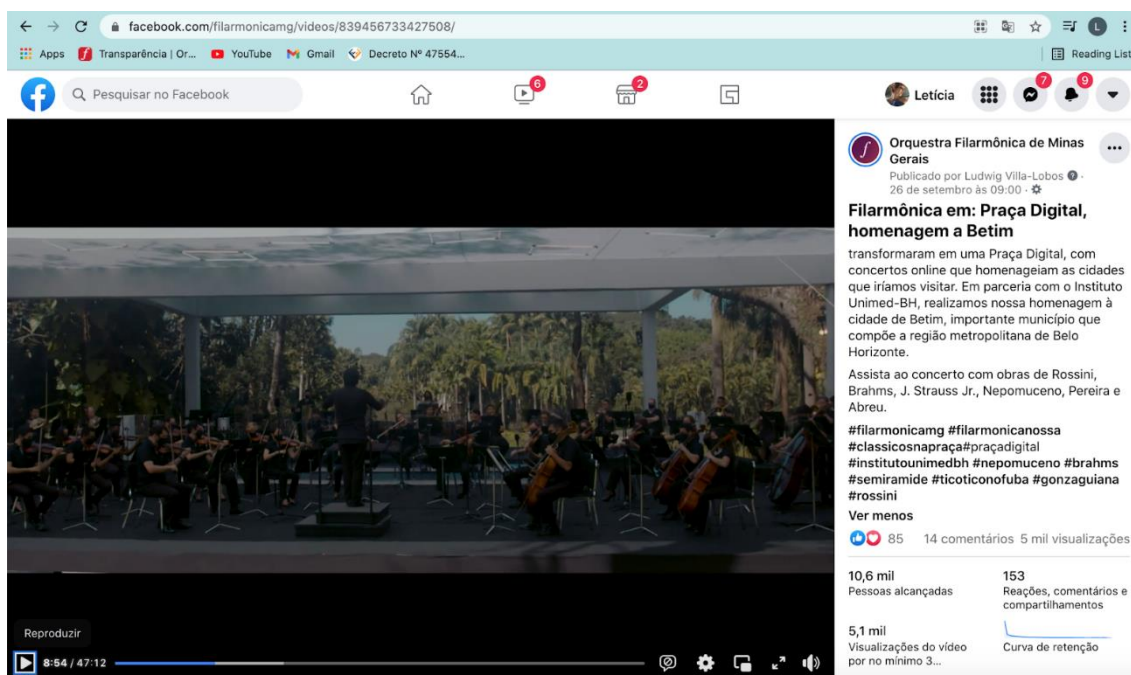 facebook.com/filarmonicamg/videos/839456733427508/
Apps
Transparência | Or...
YouTube
Gmail
Decreto Nº 47554...
Reading List
L
Pesquisar no Facebook
6
2
Letícia
7
9
Orquestra Filarmônica de Minas
Gerais
Publicado por Ludwig Villa-Lobos
26 de setembro às 09:00 ·
Filarmônica em: Praça Digital,
homenagem a Betim
transformaram em uma Praça Digital, com
concertos online que homenageiam as cidades
que iríamos visitar. Em parceria com o Instituto
Unimed-BH, realizamos nossa homenagem à
cidade de Betim, importante município que
compõe a região metropolitana de Belo
Horizonte.
Assista ao concerto com obras de Rossini,
Brahms, J. Strauss Jr., Nepomuceno, Pereira e
Abreu.
#filarmonicamg #filarmonicanossa
#classicosnapraça#praçadigital
#institutounimedbh #nepomuceno #brahms
#semiramide #ticoticonofuba #gonzaguiana
#rossini
Ver menos
85 14 comentários 5 mil visualizações
10,6 mil
Pessoas alcançadas
153
Reações, comentários e
compartilhamentos
5,1 mil
Visualizações do vídeo
por no mínimo 3...
Curva de retenção
Reproduzir
8:54 / 47:12